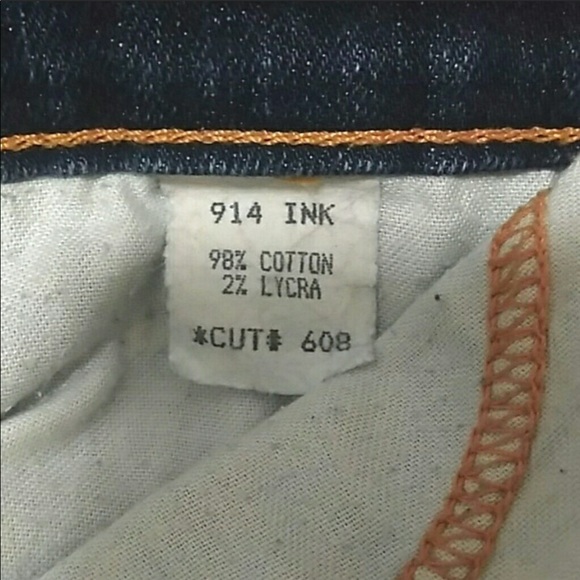 914 INK
98% COTTON
2% LYCRA
*CUT# 608